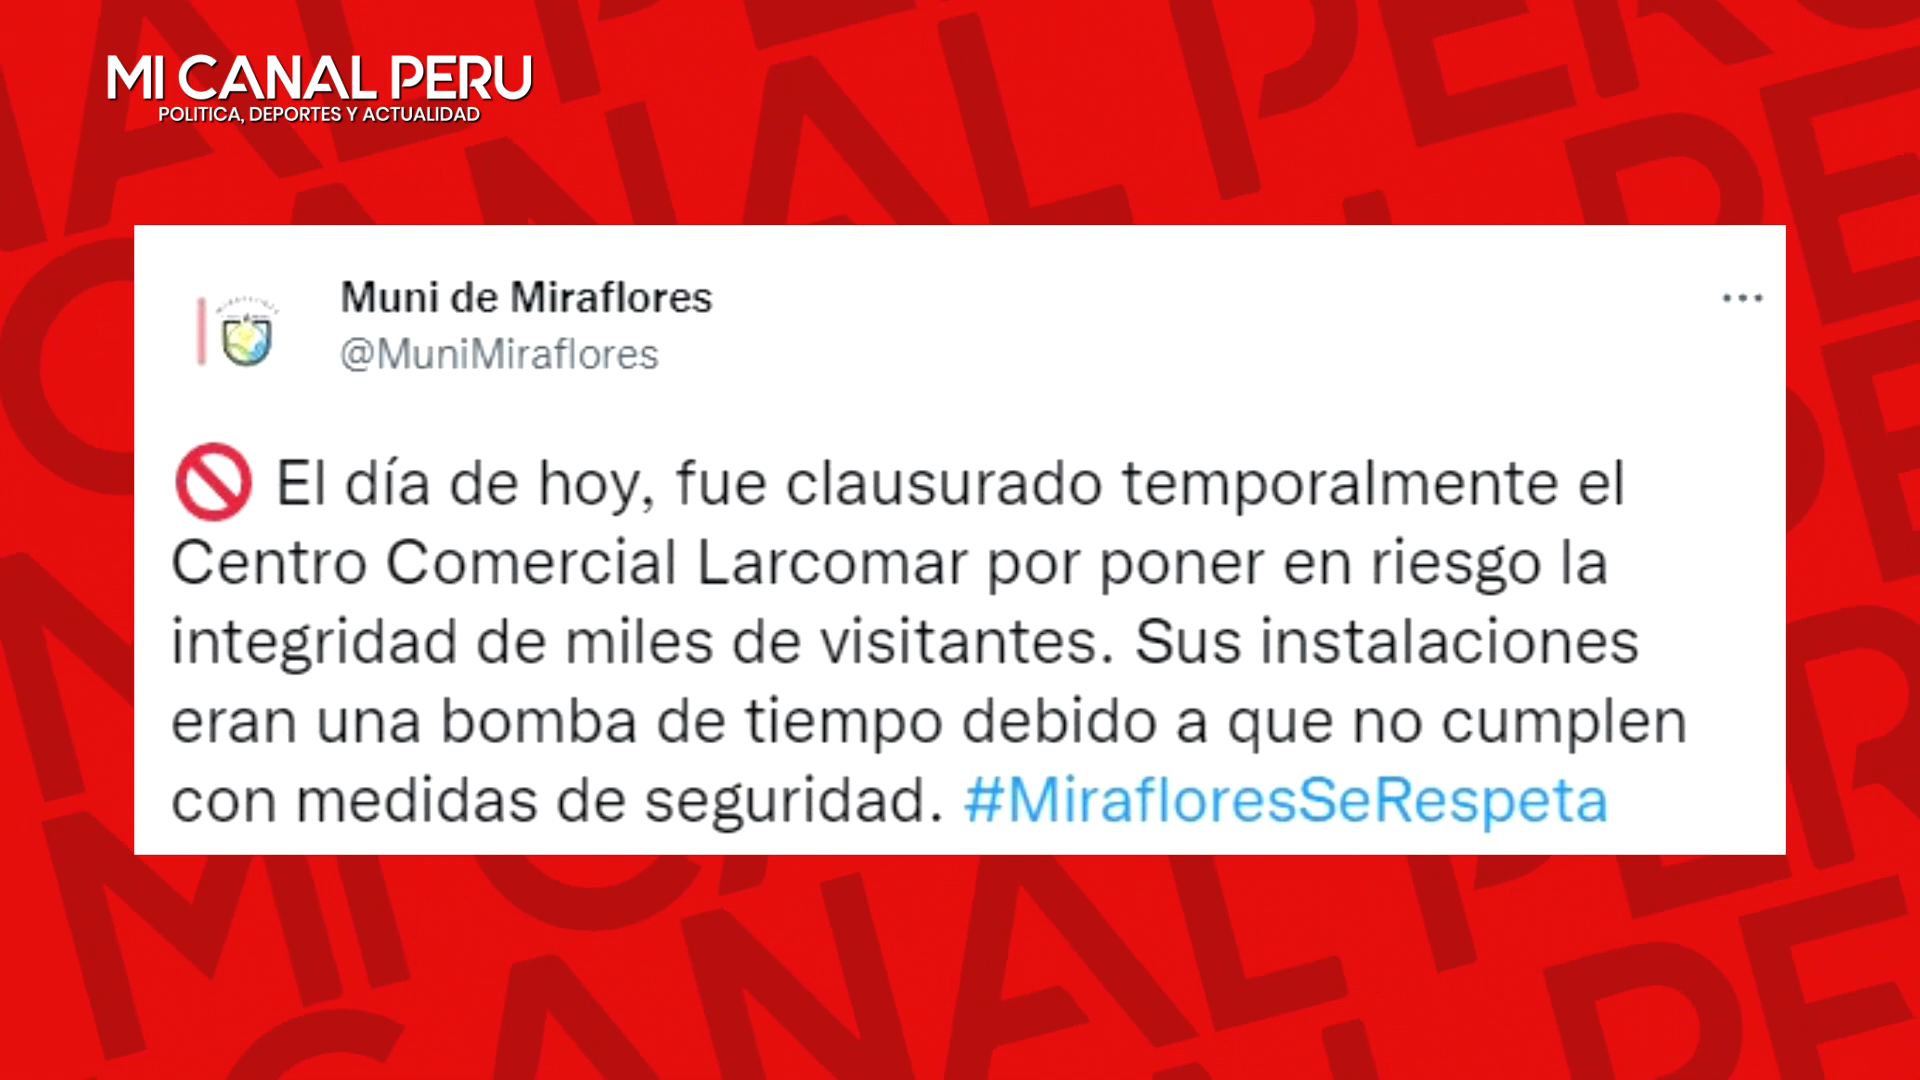 MI CANAL PERU
POLITICA, DEPORTES Y ACTUALIDAD
Muni de Miraflores
@MuniMiraflores
🚫 El día de hoy, fue clausurado temporalmente el
Centro Comercial Larcomar por poner en riesgo la
integridad de miles de visitantes. Sus instalaciones
eran una bomba de tiempo debido a que no cumplen
con medidas de seguridad. #MirafloresSeRespeta